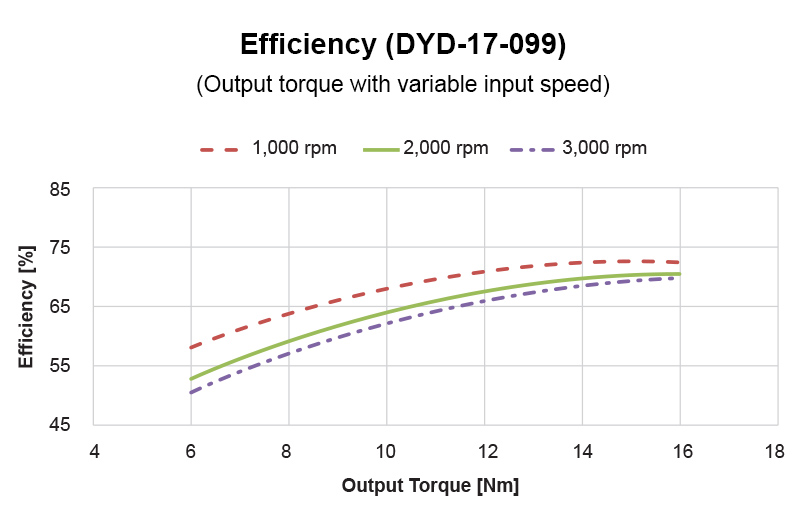 Efficiency (DYD-17-099)
(Output torque with variable input speed)
1,000 rpm 2,000 rpm 3,000 rpm
85
75
65
55
45
Efficiency [%]
4 6 8 10 12 14 16 18
Output Torque [Nm]